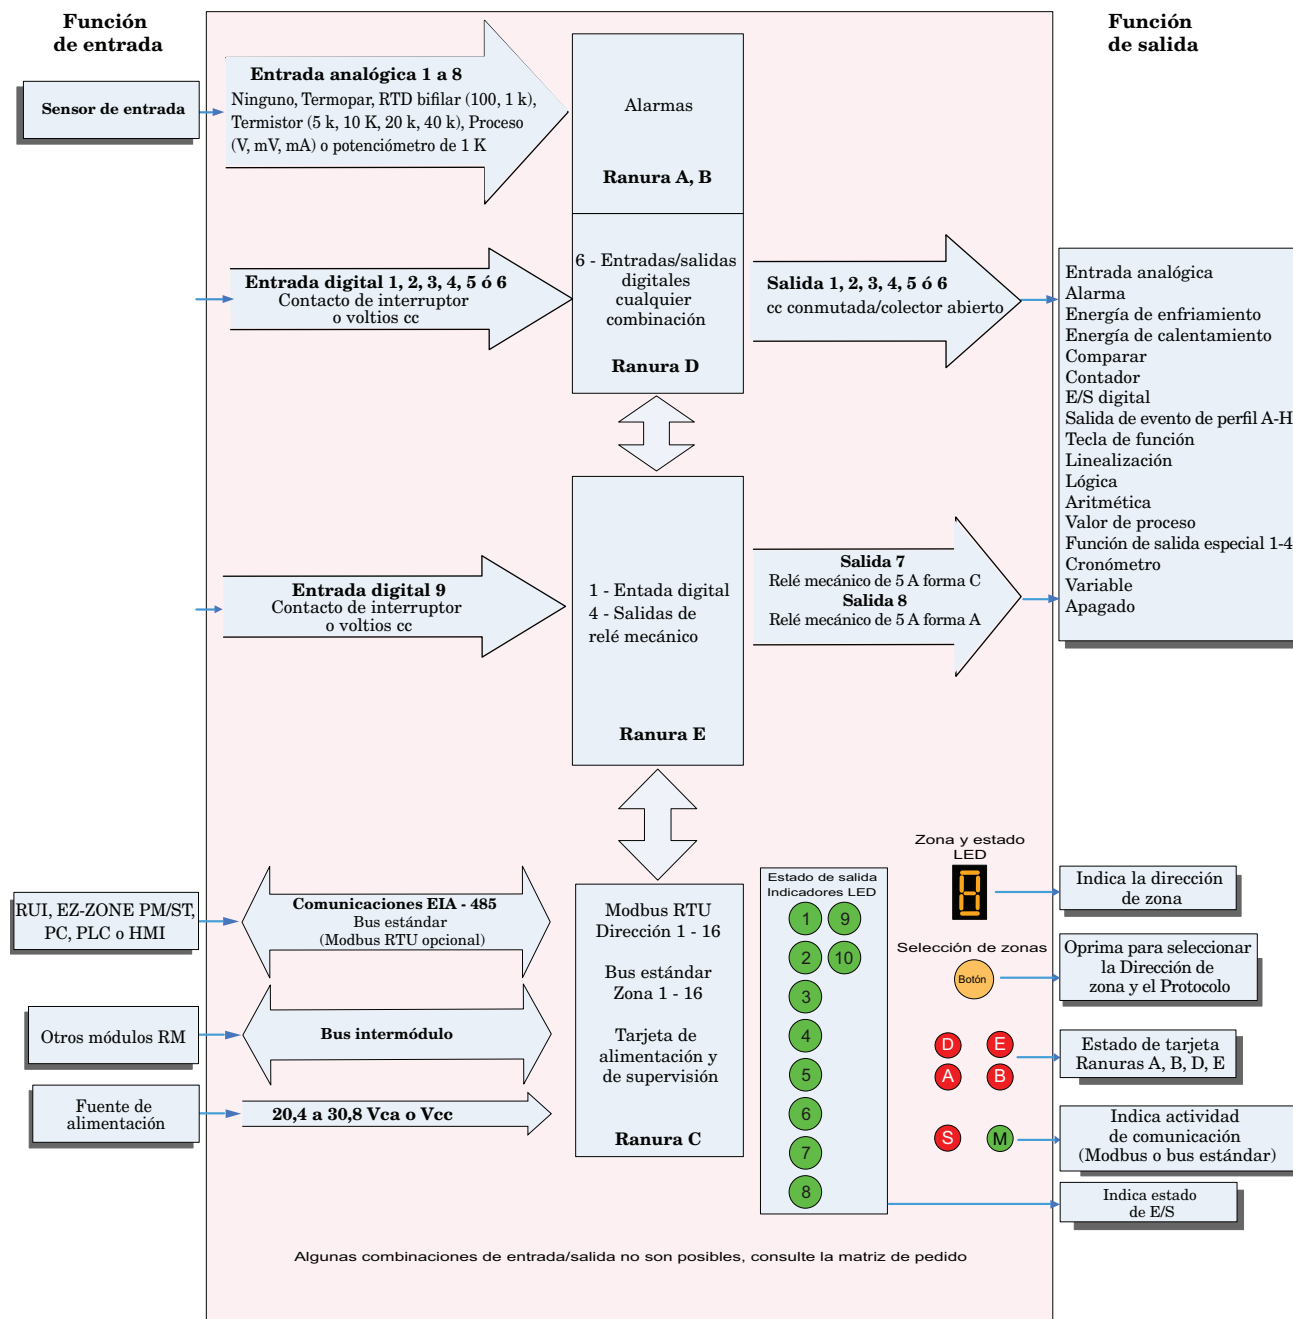 Función
de entrada
Función
de salida
Sensor de entrada
Entrada analógica 1 a 8
Ninguno, Termopar, RTD bifilar (100, 1 k),
Termistor (5 k, 10 K, 20 k, 40 k), Proceso
(V, mV, mA) o potenciómetro de 1 K
Alarmas
Ranura A, B
Entrada digital 1, 2, 3, 4, 5 ó 6
Contacto de interruptor
o voltios cc
6 - Entradas/salidas
digitales
cualquier
combinación
Ranura D
Salida 1, 2, 3, 4, 5 ó 6
cc conmutada/colector abierto
Entrada analógica
Alarma
Energía de enfriamiento
Energía de calentamiento
Comparar
Contador
E/S digital
Salida de evento de perfil A-H
Tecla de función
Linealización
Lógica
Aritmética
Valor de proceso
Función de salida especial 1-4
Cronómetro
Variable
Apagado
Entrada digital 9
Contacto de interruptor
o voltios cc
1 - Entada digital
4 - Salidas de
relé mecánico
Ranura E
Salida 7
Relé mecánico de 5 A forma C
Salida 8
Relé mecánico de 5 A forma A
RUI, EZ-ZONE PM/ST,
PC, PLC o HMI
Comunicaciones EIA - 485
Bus estándar
(Modbus RTU opcional)
Otros módulos RM
Bus intermódulo
Fuente de
alimentación
20,4 a 30,8 Vca o Vcc
Modbus RTU
Dirección 1 - 16
Bus estándar
Zona 1 - 16
Tarjeta de
alimentación y
de supervisión
Ranura C
Estado de salida
Indicadores LED
1 9
2 10
3
4
5
6
7
8
Zona y estado
LED
8
Indica la dirección
de zona
Selección de zonas
Botón
Oprima para seleccionar
la Dirección de
zona y el Protocolo
D E
A B
Estado de tarjeta
Ranuras A, B, D, E
S M
Indica actividad
de comunicación
(Modbus o bus estándar)
Indica estado
de E/S
Algunas combinaciones de entrada/salida no son posibles, consulte la matriz de pedido